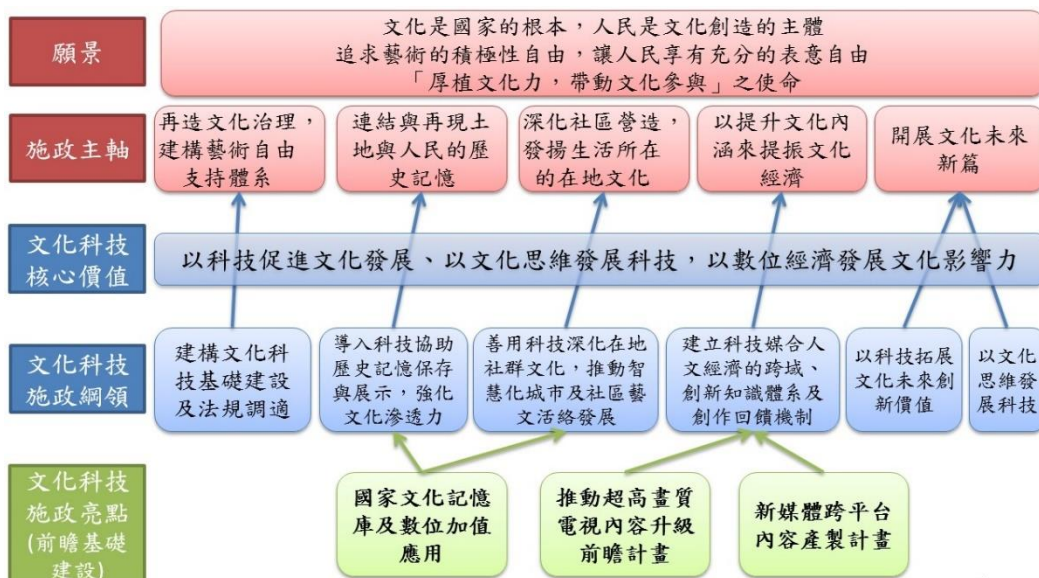 願景
文化是國家的根本，人民是文化創造的主體
追求藝術的積極性自由，讓人民享有充分的表意自由
「厚植文化力，帶動文化參與」之使命
施政主軸
再造文化治理，
建構藝術自由
支持體系
連結與再現土
地與人民的歷
史記憶
深化社區營造，
發揚生活所在
的在地文化
以提升文化內
涵來提振文化
經濟
開展文化未來
新篇
文化科技
核心價值
以科技促進文化發展、以文化思維發展科技，以數位經濟發展文化影響力
文化科技
施政綱領
建構文化科
技基礎建設
及法規調適
導入科技協助
歷史記憶保存
與展示，強化
文化滲透力
善用科技深化在地
社群文化，推動智
慧化城市及社區藝
文活絡發展
建立科技媒合人
文經濟的跨域、
創新知識體系及
創作回饋機制
以科技拓展
文化未來創
新價值
以文化
思維發
展科技
文化科技
施政亮點
(前瞻基礎
建設)
國家文化記憶
庫及數位加值
應用
推動超高畫質
電視內容升級
前瞻計畫
新媒體跨平台
內容產製計畫